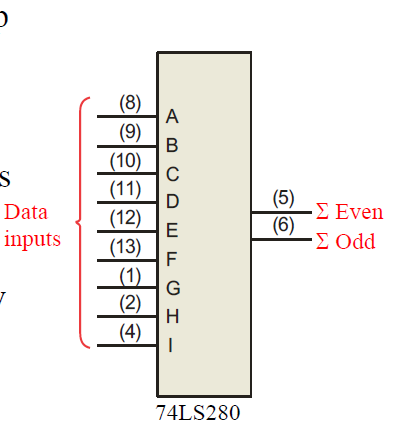 (8) A
(9) B
(10) C
s
(11) D
Data
(5) Σ Even
(12) E
inputs
(6) Σ Odd
(13) F
(1) G
(2) H
(4) I
74LS280